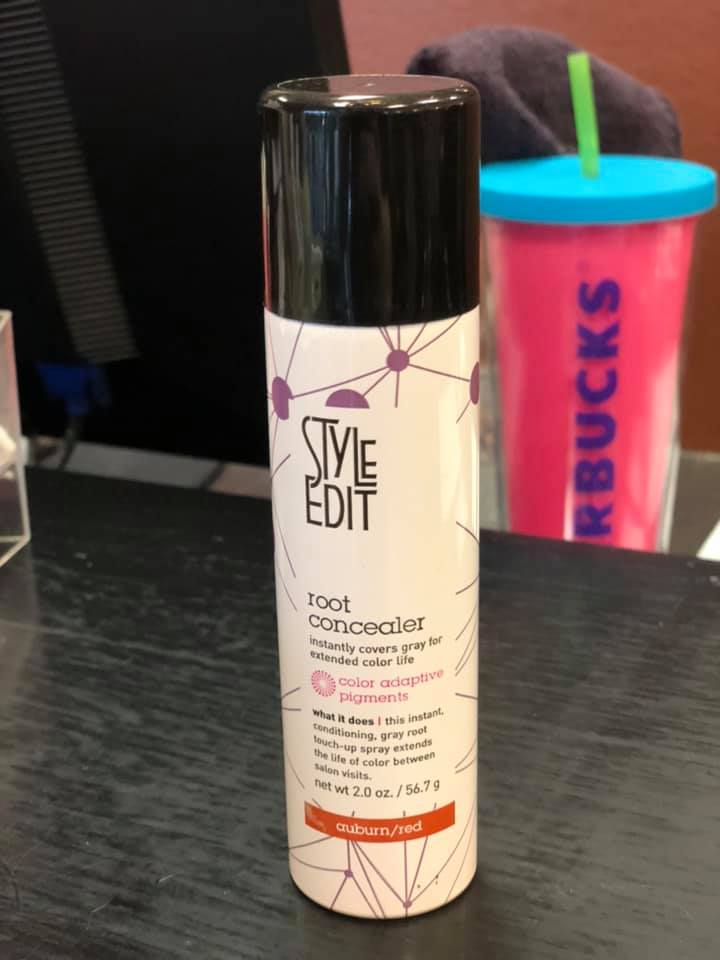 STYLE
EDIT
root
concealer
instantly covers gray for
extended color life
color adaptive
pigments
what it does | this instant,
conditioning, gray root
touch-up spray extends
the life of color between
salon visits.
net wt 2.0 oz. / 56.7 g
auburn/red
RBUCKS